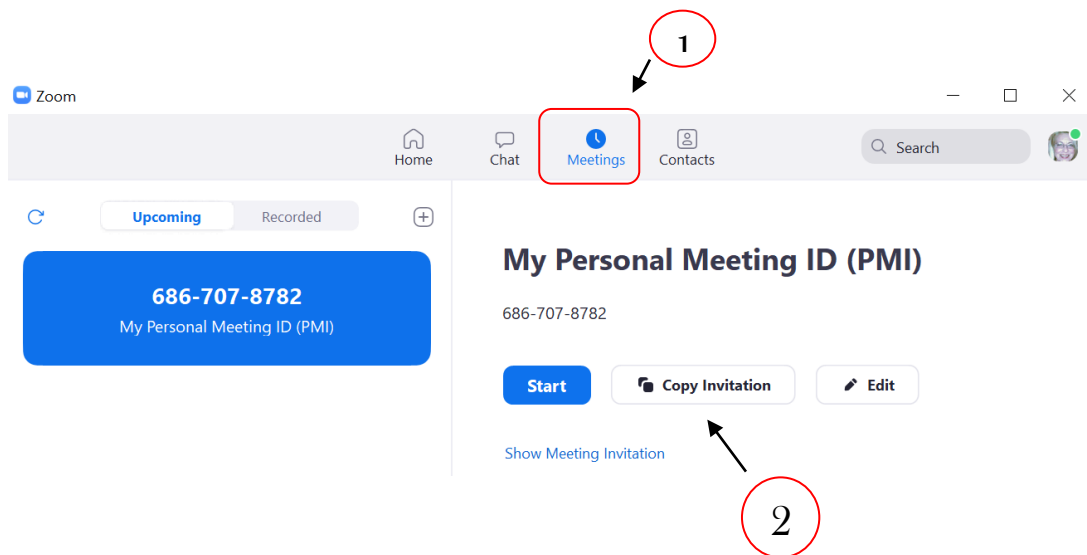 1
Zoom
Home
Chat
Meetings
Contacts
Search
Upcoming
Recorded
686-707-8782
My Personal Meeting ID (PMI)
My Personal Meeting ID (PMI)
686-707-8782
Start
Copy Invitation
Edit
Show Meeting Invitation
2